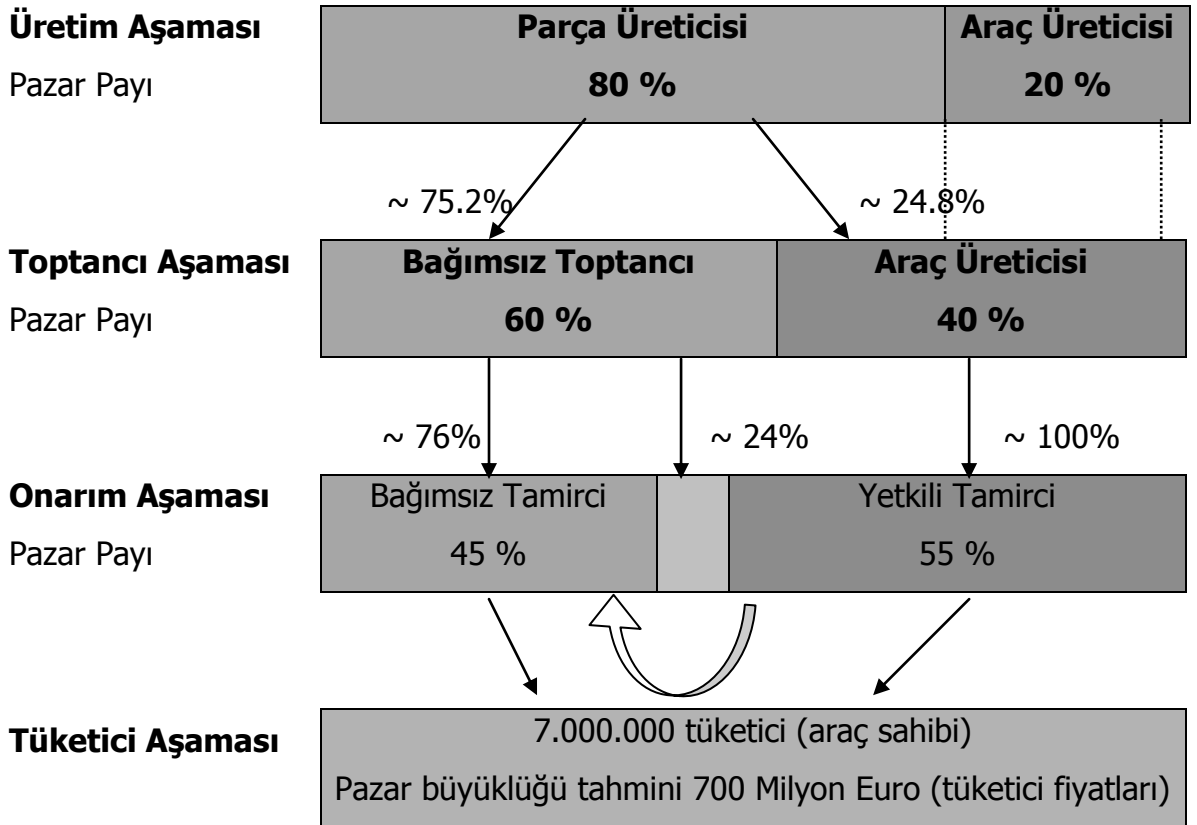 Üretim Aşaması Parça Üreticisi Araç Üreticisi
Pazar Payı 80 % 20 %
~ 75.2% ~ 24.8%
Toptancı Aşaması Bağımsız Toptancı Araç Üreticisi
Pazar Payı 60 % 40 %
~ 76% ~ 24% ~ 100%
Onarım Aşaması Bağımsız Tamirci Yetkili Tamirci
Pazar Payı 45 % 55 %
Tüketici Aşaması
7.000.000 tüketici (araç sahibi)
Pazar büyüklüğü tahmini 700 Milyon Euro (tüketici fiyatları)